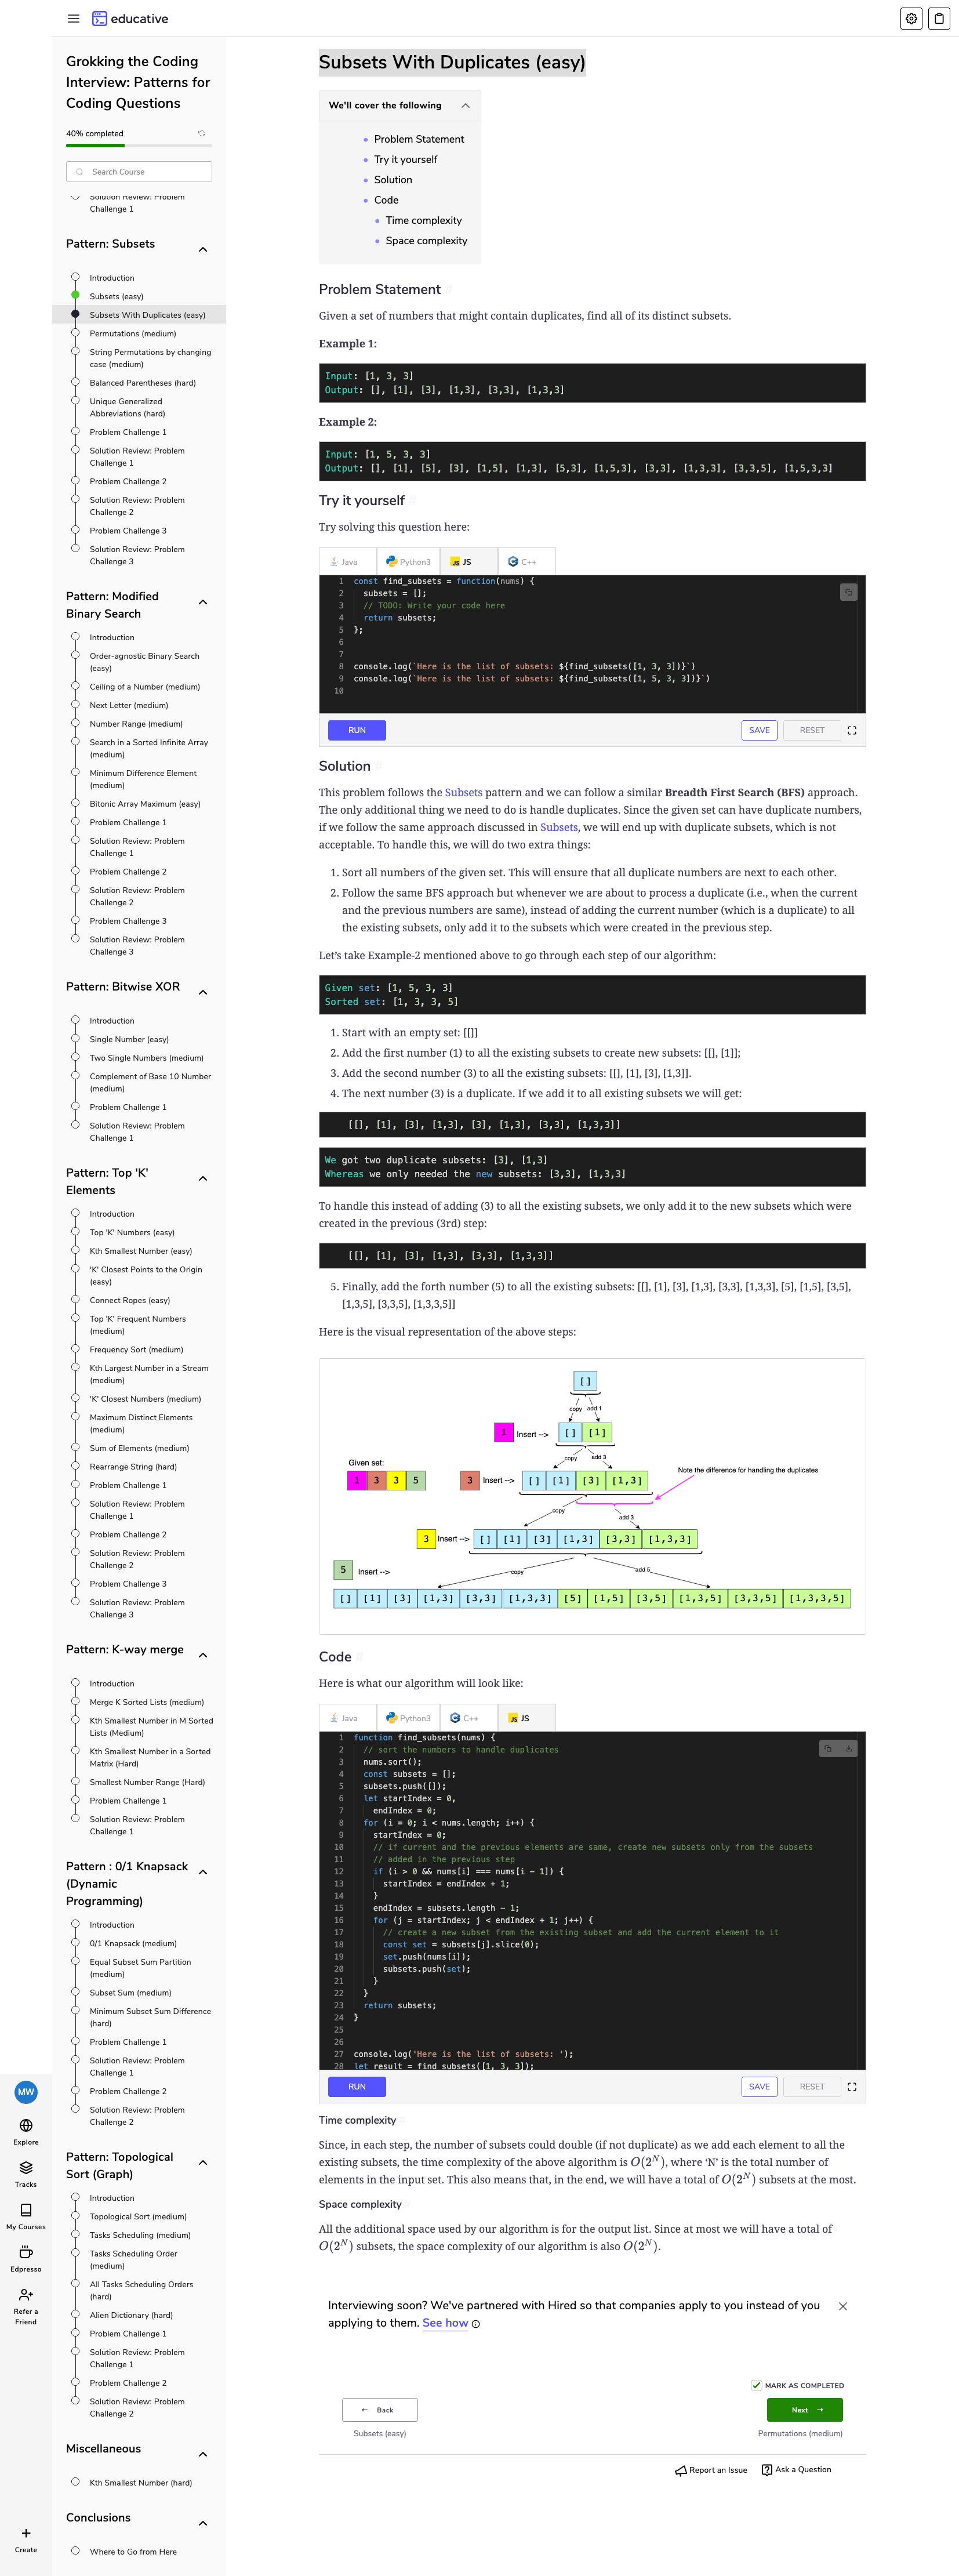 educative
Grokking the Coding
Interview: Patterns for
Coding Questions
40% completed
Search Course
Solution Review: Problem
Challenge 1
Pattern: Subsets
Introduction
Subsets (easy)
Subsets With Duplicates (easy)
Permutations (medium)
String Permutations by changing
case (medium)
Balanced Parentheses (hard)
Unique Generalized
Abbreviations (hard)
Problem Challenge 1
Solution Review: Problem
Challenge 1
Problem Challenge 2
Solution Review: Problem
Challenge 2
Problem Challenge 3
Solution Review: Problem
Challenge 3
Pattern: Modified
Binary Search
Introduction
Order-agnostic Binary Search
(easy)
Ceiling of a Number (medium)
Next Letter (medium)
Number Range (medium)
Search in a Sorted Infinite Array
(medium)
Minimum Difference Element
(medium)
Bitonic Array Maximum (easy)
Problem Challenge 1
Solution Review: Problem
Challenge 1
Problem Challenge 2
Solution Review: Problem
Challenge 2
Problem Challenge 3
Solution Review: Problem
Challenge 3
Pattern: Bitwise XOR
Introduction
Single Number (easy)
Two Single Numbers (medium)
Complement of Base 10 Number
(medium)
Problem Challenge 1
Solution Review: Problem
Challenge 1
Pattern: Top 'K'
Elements
Introduction
Top 'K' Numbers (easy)
Kth Smallest Number (easy)
'K' Closest Points to the Origin
(easy)
Connect Ropes (easy)
Top 'K' Frequent Numbers
(medium)
Frequency Sort (medium)
Kth Largest Number in a Stream
(medium)
'K' Closest Numbers (medium)
Maximum Distinct Elements
(medium)
Sum of Elements (medium)
Rearrange String (hard)
Problem Challenge 1
Solution Review: Problem
Challenge 1
Problem Challenge 2
Solution Review: Problem
Challenge 2
Problem Challenge 3
Solution Review: Problem
Challenge 3
Pattern: K-way merge
Introduction
Merge K Sorted Lists (medium)
Kth Smallest Number in M Sorted
Lists (Medium)
Kth Smallest Number in a Sorted
Matrix (Hard)
Smallest Number Range (Hard)
Problem Challenge 1
Solution Review: Problem
Challenge 1
Pattern : 0/1 Knapsack
(Dynamic
Programming)
Introduction
0/1 Knapsack (medium)
Equal Subset Sum Partition
(medium)
Subset Sum (medium)
Minimum Subset Sum Difference
(hard)
Problem Challenge 1
Solution Review: Problem
Challenge 1
Problem Challenge 2
Solution Review: Problem
Challenge 2
Pattern: Topological
Sort (Graph)
Introduction
Topological Sort (medium)
Tasks Scheduling (medium)
Tasks Scheduling Order
(medium)
All Tasks Scheduling Orders
(hard)
Alien Dictionary (hard)
Problem Challenge 1
Solution Review: Problem
Challenge 1
Problem Challenge 2
Solution Review: Problem
Challenge 2
Miscellaneous
Kth Smallest Number (hard)
Conclusions
Where to Go from Here
MW
Explore
Tracks
My Courses
Edpresso
Refer a
Friend
Create
Subsets With Duplicates (easy)
We'll cover the following
Problem Statement
Try it yourself
Solution
Code
Time complexity
Space complexity
Problem Statement #
Given a set of numbers that might contain duplicates, find all of its distinct subsets.
Example 1:
Input: [1, 3, 3]
Output: [], [1], [3], [1,3], [3,3], [1,3,3]
Example 2:
Input: [1, 5, 3, 3]
Output: [], [1], [5], [3], [1,5], [1,3], [5,3], [1,5,3], [3,3], [1,3,3], [3,3,5], [1,5,3,3]
Try it yourself #
Try solving this question here:
Java Python3 JS C++
1 const find_subsets = function(nums) {
2 subsets = [];
3 // TODO: Write your code here
4 return subsets;
5 };
6
7
8 console.log(`Here is the list of subsets: ${find_subsets([1, 3, 3])}`)
9 console.log(`Here is the list of subsets: ${find_subsets([1, 5, 3, 3])}`)
10
RUN SAVE RESET
Solution #
This problem follows the Subsets pattern and we can follow a similar Breadth First Search (BFS) approach.
The only additional thing we need to do is handle duplicates. Since the given set can have duplicate numbers,
if we follow the same approach discussed in Subsets, we will end up with duplicate subsets, which is not
acceptable. To handle this, we will do two extra things:
1. Sort all numbers of the given set. This will ensure that all duplicate numbers are next to each other.
2. Follow the same BFS approach but whenever we are about to process a duplicate (i.e., when the current
and the previous numbers are same), instead of adding the current number (which is a duplicate) to all
the existing subsets, only add it to the subsets which were created in the previous step.
Let's take Example-2 mentioned above to go through each step of our algorithm:
Given set: [1, 5, 3, 3]
Sorted set: [1, 3, 3, 5]
1. Start with an empty set: [[]]
2. Add the first number (1) to all the existing subsets to create new subsets: [[], [1]];
3. Add the second number (3) to all the existing subsets: [[], [1], [3], [1,3]].
4. The next number (3) is a duplicate. If we add it to all existing subsets we will get:
[[], [1], [3], [1,3], [3], [1,3], [3,3], [1,3,3]]
We got two duplicate subsets: [3], [1,3]
Whereas we only needed the new subsets: [3,3], [1,3,3]
To handle this instead of adding (3) to all the existing subsets, we only add it to the new subsets which were
created in the previous (3rd) step:
[[], [1], [3], [1,3], [3,3], [1,3,3]]
5. Finally, add the forth number (5) to all the existing subsets: [[], [1], [3], [1,3], [3,3], [1,3,3], [5], [1,5], [3,5],
[1,3,5], [3,3,5], [1,3,3,5]]
Here is the visual representation of the above steps:
[ ]
copy add 1
1 Insert --> [ ] [1]
copy add 3
Given set:
1 3 3 5
3 Insert --> [ ] [1] [3] [1,3]
Note the difference for handling the duplicates
copy
add 3
3 Insert --> [ ] [1] [3] [1,3] [3,3] [1,3,3]
5 Insert -->
copy add 5
[ ] [1] [3] [1,3] [3,3] [1,3,3] [5] [1,5] [3,5] [1,3,5] [3,3,5] [1,3,3,5]
Code #
Here is what our algorithm will look like:
Java Python3 C++ JS
1 function find_subsets(nums) {
2 // sort the numbers to handle duplicates
3 nums.sort();
4 const subsets = [];
5 subsets.push([]);
6 let startIndex = 0,
7 endIndex = 0;
8 for (i = 0; i < nums.length; i++) {
9 startIndex = 0;
10 // if current and the previous elements are same, create new subsets only from the subsets
11 // added in the previous step
12 if (i > 0 && nums[i] === nums[i - 1]) {
13 startIndex = endIndex + 1;
14 }
15 endIndex = subsets.length - 1;
16 for (j = startIndex; j < endIndex + 1; j++) {
17 // create a new subset from the existing subset and add the current element to it
18 const set = subsets[j].slice(0);
19 set.push(nums[i]);
20 subsets.push(set);
21 }
22 }
23 return subsets;
24 }
25
26
27 console.log('Here is the list of subsets: ');
28 let result = find_subsets([1, 3, 3]);
RUN SAVE RESET
Time complexity #
Since, in each step, the number of subsets could double (if not duplicate) as we add each element to all the
existing subsets, the time complexity of the above algorithm is O(2^N), where 'N' is the total number of
elements in the input set. This also means that, in the end, we will have a total of O(2^N) subsets at the most.
Space complexity #
All the additional space used by our algorithm is for the output list. Since at most we will have a total of
O(2^N) subsets, the space complexity of our algorithm is also O(2^N).
Interviewing soon? We've partnered with Hired so that companies apply to you instead of you
applying to them. See how
MARK AS COMPLETED
← Back Next →
Subsets (easy) Permutations (medium)
Report an Issue Ask a Question